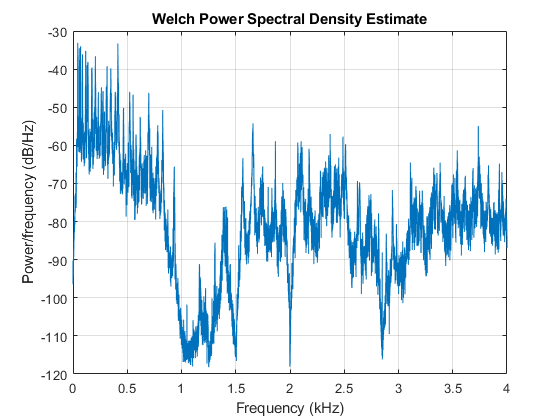 Welch Power Spectral Density Estimate
Power/frequency (dB/Hz)
-30
-40
-50
-60
-70
-80
-90
-100
-110
-120
0 0.5 1 1.5 2 2.5 3 3.5 4
Frequency (kHz)